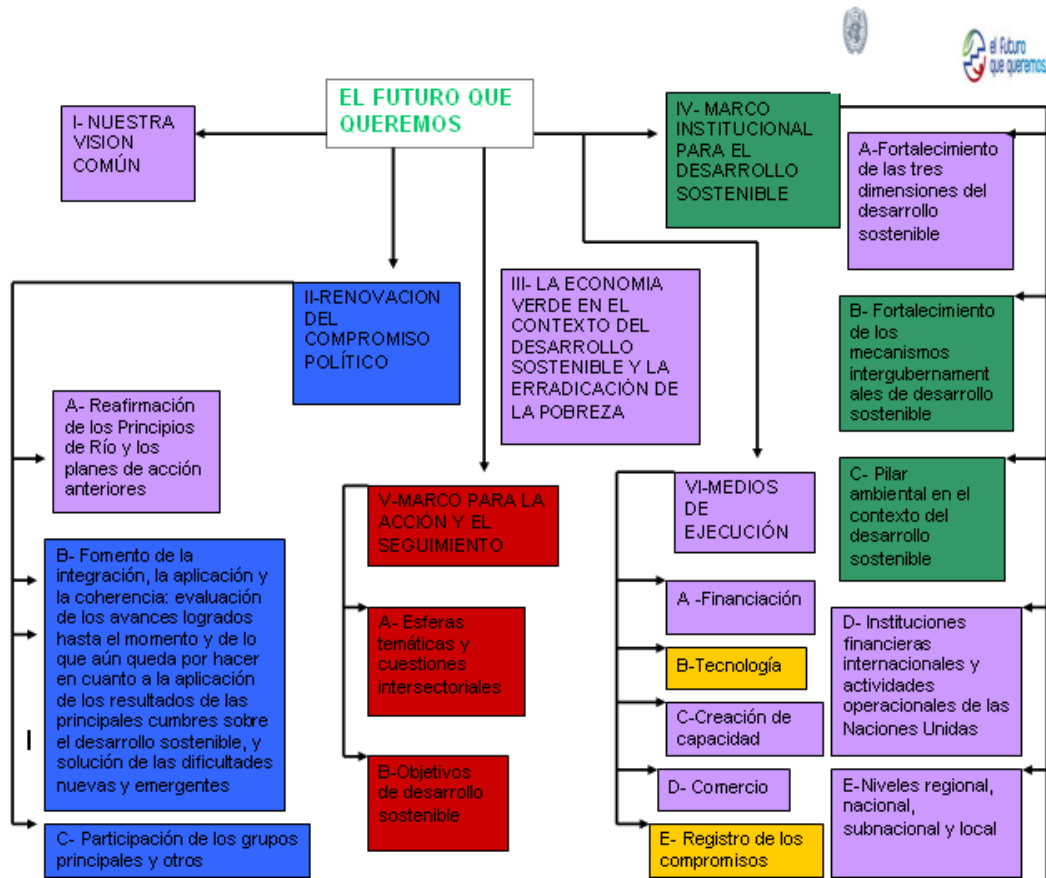 el Futuro
que queremos
EL FUTURO QUE
QUEREMOS
I- NUESTRA
VISION
COMÚN
IV- MARCO
INSTITUCIONAL
PARA EL
DESARROLLO
SOSTENIBLE
A-Fortalecimiento
de las tres
dimensiones del
desarrollo
sostenible
II-RENOVACION
DEL
COMPROMISO
POLÍTICO
III- LA ECONOMIA
VERDE EN EL
CONTEXTO DEL
DESARROLLO
SOSTENIBLE Y LA
ERRADICACIÓN DE
LA POBREZA
B- Fortalecimiento
de los
mecanismos
intergubernament
ales de desarrollo
sostenible
A- Reafirmación
de los Principios
de Río y los
planes de acción
anteriores
V-MARCO PARA LA
ACCIÓN Y EL
SEGUIMIENTO
VI-MEDIOS
DE
EJECUCIÓN
C- Pilar
ambiental en el
contexto del
desarrollo
sostenible
B- Fomento de la
integración, la aplicación y
la coherencia: evaluación
de los avances logrados
hasta el momento y de lo
que aún queda por hacer
en cuanto a la aplicación
de los resultados de las
principales cumbres sobre
el desarrollo sostenible, y
solución de las dificultades
nuevas y emergentes
A- Esferas
temáticas y
cuestiones
intersectoriales
A -Financiación
B-Tecnología
C-Creación de
capacidad
D- Comercio
E- Registro de los
compromisos
D- Instituciones
financieras
internacionales y
actividades
operacionales de las
Naciones Unidas
B-Objetivos
de desarrollo
sostenible
E-Niveles regional,
nacional,
subnacional y local
C- Participación de los grupos
principales y otros